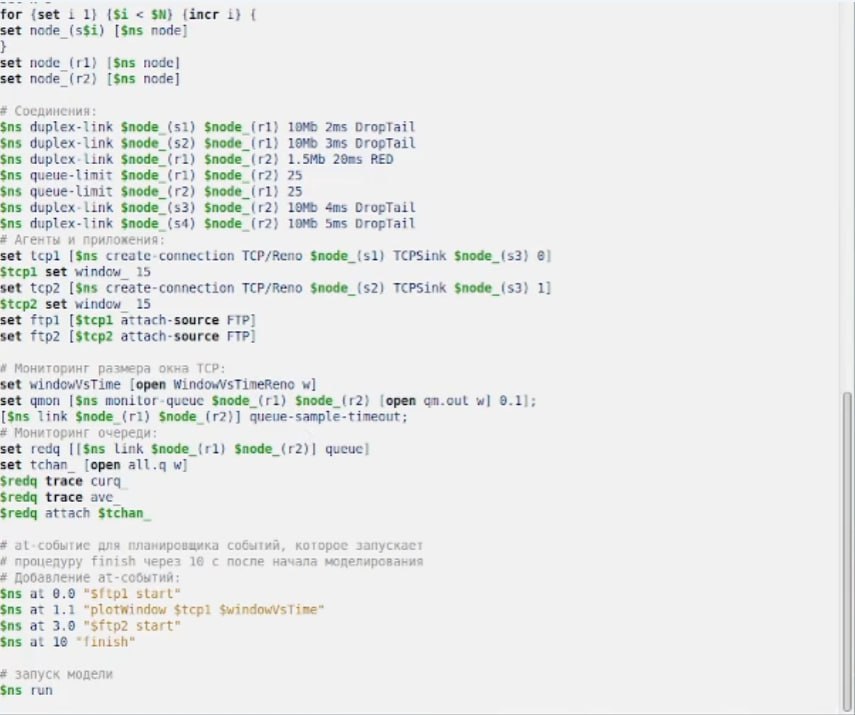 for {set i 1} {$i < $N} {incr i} {
set node_(s$i) [$ns node]
}
set node_(r1) [$ns node]
set node_(r2) [$ns node]
# Соединения:
$ns duplex-link $node_(s1) $node_(r1) 10Mb 2ms DropTail
$ns duplex-link $node_(s2) $node_(r1) 10Mb 3ms DropTail
$ns duplex-link $node_(r1) $node_(r2) 1.5Mb 20ms RED
$ns queue-limit $node_(r1) $node_(r2) 25
$ns queue-limit $node_(r2) $node_(r1) 25
$ns duplex-link $node_(s3) $node_(r2) 10Mb 4ms DropTail
$ns duplex-link $node_(s4) $node_(r2) 10Mb 5ms DropTail
# Агенты и приложения:
set tcp1 [$ns create-connection TCP/Reno $node_(s1) TCPSink $node_(s3) 0]
$tcp1 set window_ 15
set tcp2 [$ns create-connection TCP/Reno $node_(s2) TCPSink $node_(s3) 1]
$tcp2 set window_ 15
set ftp1 [$tcp1 attach-source FTP]
set ftp2 [$tcp2 attach-source FTP]
# Мониторинг размера окна TCP:
set windowVsTime [open WindowVsTimeReno w]
set qmon [$ns monitor-queue $node_(r1) $node_(r2) [open qm.out w] 0.1];
[$ns link $node_(r1) $node_(r2)] queue-sample-timeout;
# Мониторинг очереди:
set redq [[$ns link $node_(r1) $node_(r2)] queue]
set tchan_ [open all.q w]
$redq trace curq_
$redq trace ave_
$redq attach $tchan_
# at-событие для планировщика событий, которое запускает
# процедуру finish через 10 с после начала моделирования
# Добавление at-событий:
$ns at 0.0 "$ftp1 start"
$ns at 1.1 "plotWindow $tcp1 $windowVsTime"
$ns at 3.0 "$ftp2 start"
$ns at 10 "finish"
# запуск модели
$ns run